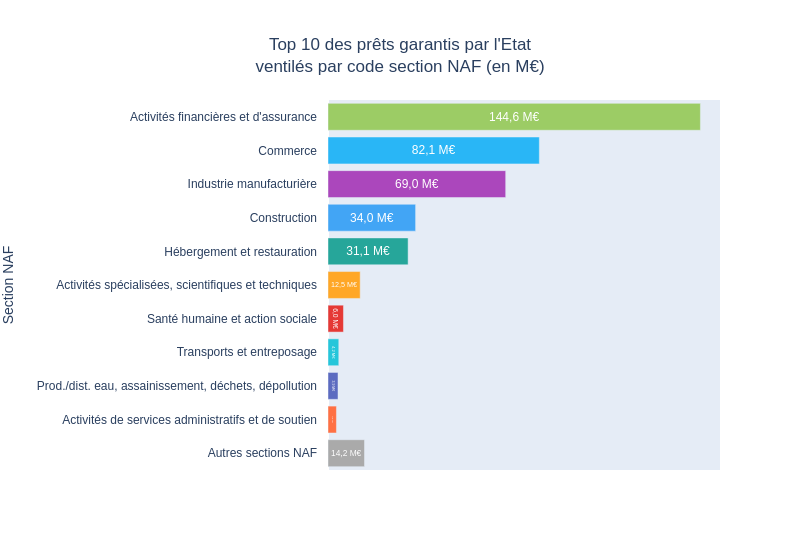 Top 10 des prêts garantis par l'Etat
ventilés par code section NAF (en M€)
Section NAF
Activités financières et d'assurance 144,6 M€
Commerce 82,1 M€
Industrie manufacturière 69,0 M€
Construction 34,0 M€
Hébergement et restauration 31,1 M€
Activités spécialisées, scientifiques et techniques 12,5 M€
Santé humaine et action sociale 6,0 M€
Transports et entreposage
Prod./dist. eau, assainissement, déchets, dépollution
Activités de services administratifs et de soutien
Autres sections NAF 14,2 M€